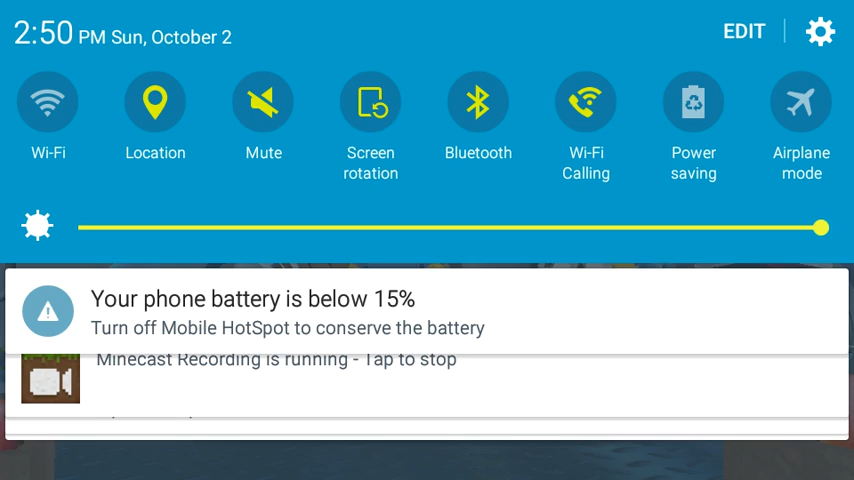 2:50 PM Sun, October 2
EDIT
Wi-Fi
Location
Mute
Screen
rotation
Bluetooth
Wi-Fi
Calling
Power
saving
Airplane
mode
Your phone battery is below 15%
Turn off Mobile HotSpot to conserve the battery
Minecast Recording is running - Tap to stop